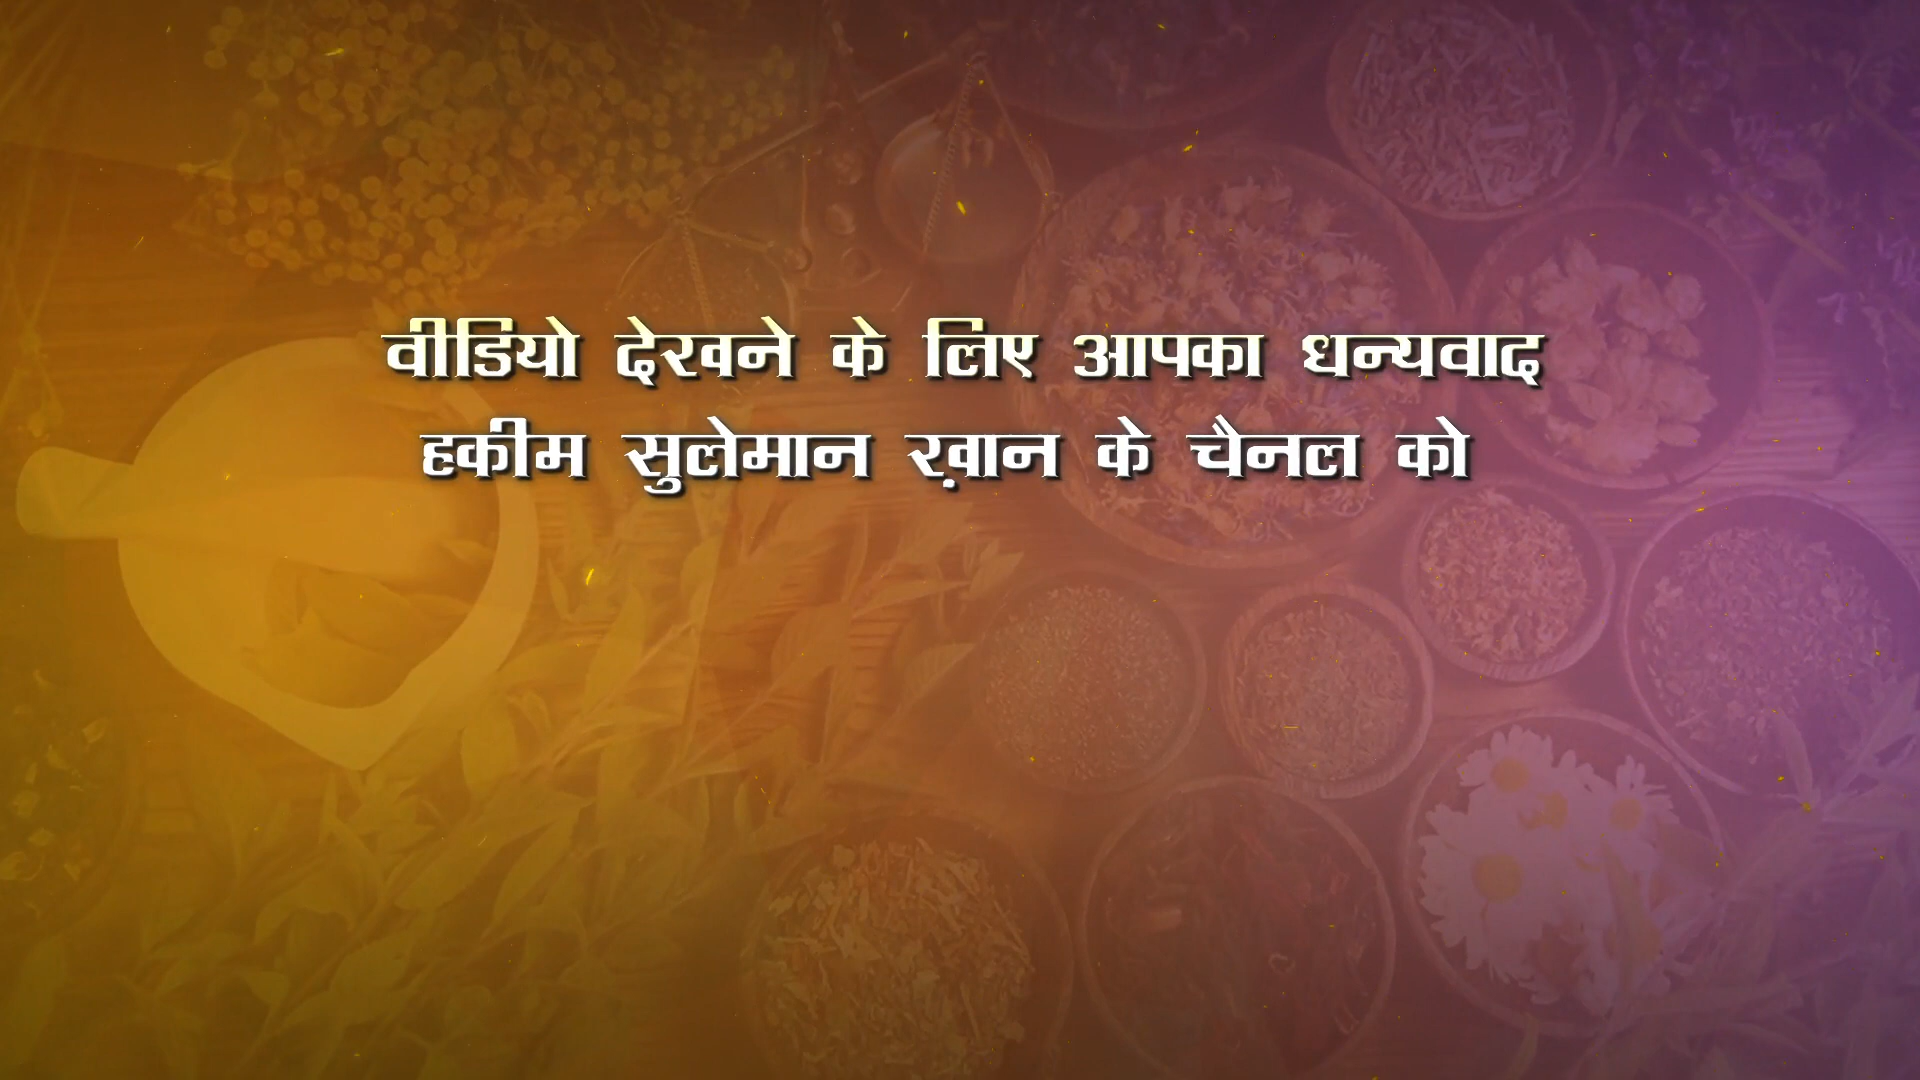 वीडियो देखने के लिए आपका धन्यवाद
हकीम सुलेमान ख़ान के चैनल को